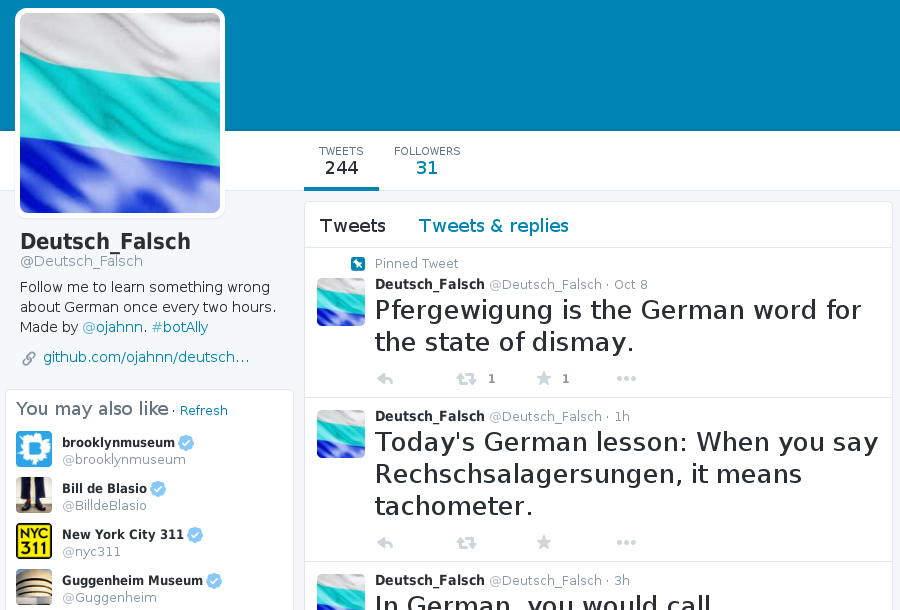 TWEETS
244
FOLLOWERS
31
Deutsch_Falsch
@Deutsch_Falsch
Follow me to learn something wrong
about German once every two hours.
Made by @ojahnn. #botAlly
github.com/ojahnn/deutsch...
You may also like · Refresh
brooklynmuseum
@brooklynmuseum
Bill de Blasio
@BilldeBlasio
NYC
311
New York City 311
@nyc311
Guggenheim Museum
@Guggenheim
Tweets Tweets & replies
Pinned Tweet
Deutsch_Falsch @Deutsch_Falsch · Oct 8
Pfergewigung is the German word for
the state of dismay.
1 1
Deutsch_Falsch @Deutsch_Falsch · 1h
Today's German lesson: When you say
Rechschsalagersungen, it means
tachometer.
Deutsch_Falsch @Deutsch_Falsch · 3h
In German, you would call